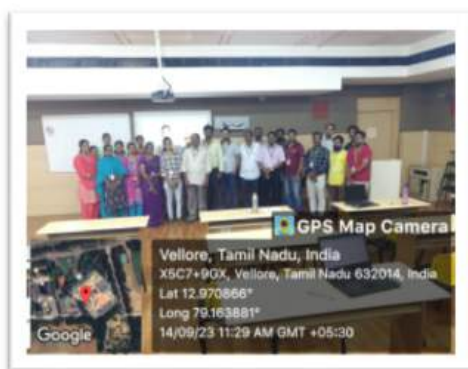 GPS Map Camera
Vellore, Tamil Nadu, India
X5C7+9GX, Vellore, Tamil Nadu 632014, India
Lat 12.970866°
Long 79.163881°
14/09/23 11:29 AM GMT +05:30
Google